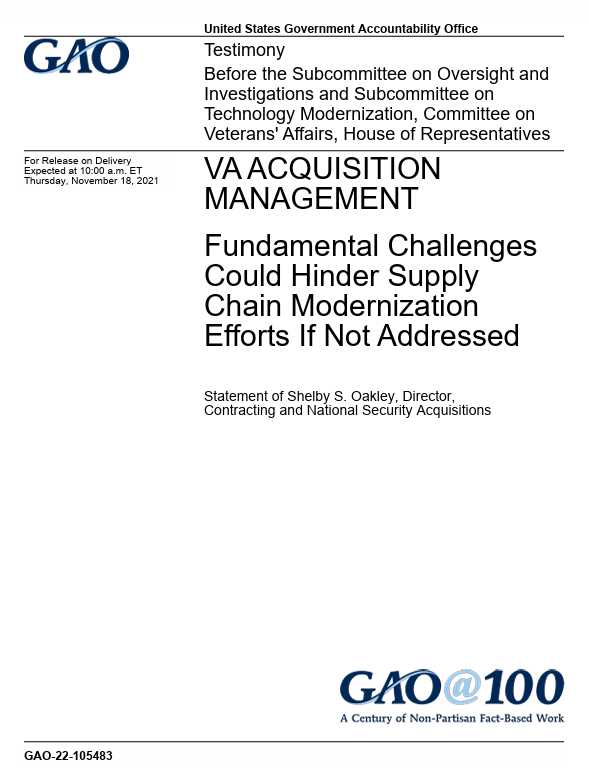 United States Government Accountability Office
GAO
Testimony
Before the Subcommittee on Oversight and
Investigations and Subcommittee on
Technology Modernization, Committee on
Veterans' Affairs, House of Representatives
For Release on Delivery
Expected at 10:00 a.m. ET
Thursday, November 18, 2021
VA ACQUISITION
MANAGEMENT
Fundamental Challenges
Could Hinder Supply
Chain Modernization
Efforts If Not Addressed
Statement of Shelby S. Oakley, Director,
Contracting and National Security Acquisitions
GAO@100
A Century of Non-Partisan Fact-Based Work
GAO-22-105483